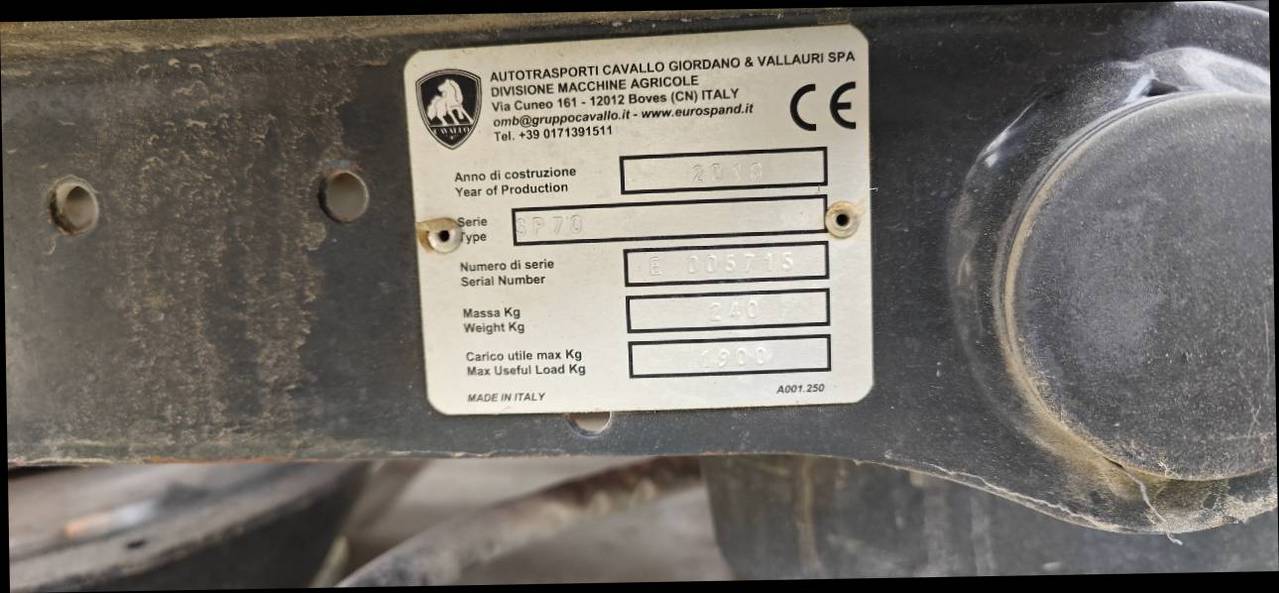 CAVALLO
AUTOTRASPORTI CAVALLO GIORDANO & VALLAURI SPA
DIVISIONE MACCHINE AGRICOLE
Via Cuneo 161 - 12012 Boves (CN) ITALY
omb@gruppocavallo.it - www.eurospand.it
Tel. +39 0171391511
CE
Anno di costruzione
Year of Production
2018
Serie
Type
SP70
Numero di serie
Serial Number
E 005715
Massa Kg
Weight Kg
240
Carico utile max Kg
Max Useful Load Kg
1900
MADE IN ITALY
A001.250